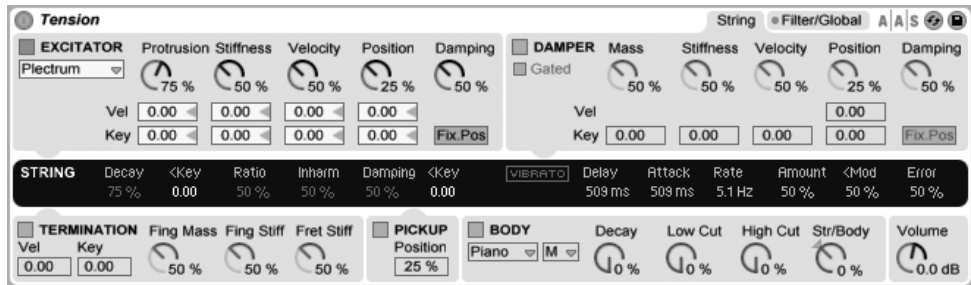 Tension String Filter/Global A A S
EXCITATOR Protrusion Stiffness Velocity Position Damping
Plectrum 75 % 50 % 50 % 25 % 50 %
Vel 0.00 0.00 0.00 0.00
Key 0.00 0.00 0.00 0.00 Fix.Pos
DAMPER Mass Stiffness Velocity Position Damping
Gated 50 % 50 % 50 % 25 % 50 %
Vel 0.00
Key 0.00 0.00 0.00 0.00 Fix.Pos
STRING Decay <Key Ratio Inharm Damping <Key VIBRATO Delay Attack Rate Amount <Mod Error
75 % 0.00 50 % 50 % 50 % 0.00 509 ms 509 ms 5.1 Hz 50 % 50 % 50 %
TERMINATION Fing Mass Fing Stiff Fret Stiff
Vel Key
0.00 0.00 50 % 50 % 50 %
PICKUP
Position
25 %
BODY Decay Low Cut High Cut Str/Body
Piano M 0 % 0 % 0 % 0 %
Volume
0.0 dB